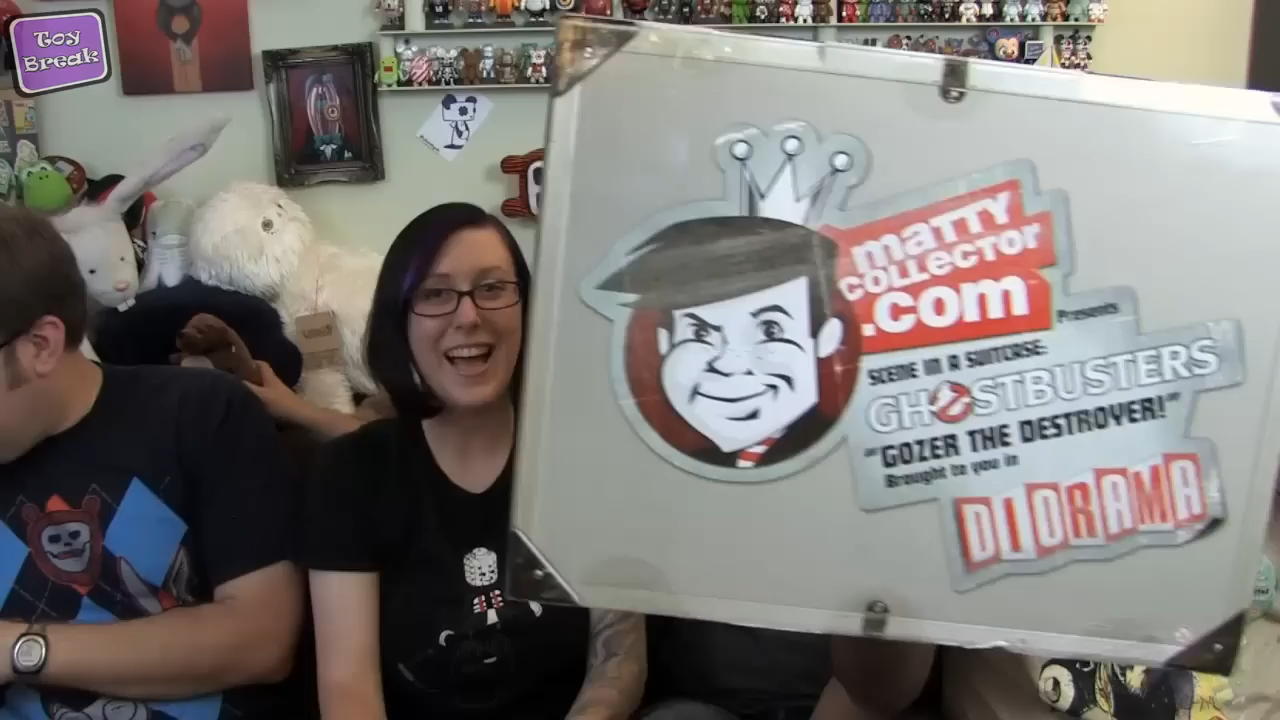 Toy
Break
MATTY
COLLECTOR
.com
Presents
SCENE IN A SUITCASE:
GHOSTBUSTERS
"GOZER THE DESTROYER!"
Brought to you in
DIORAMA